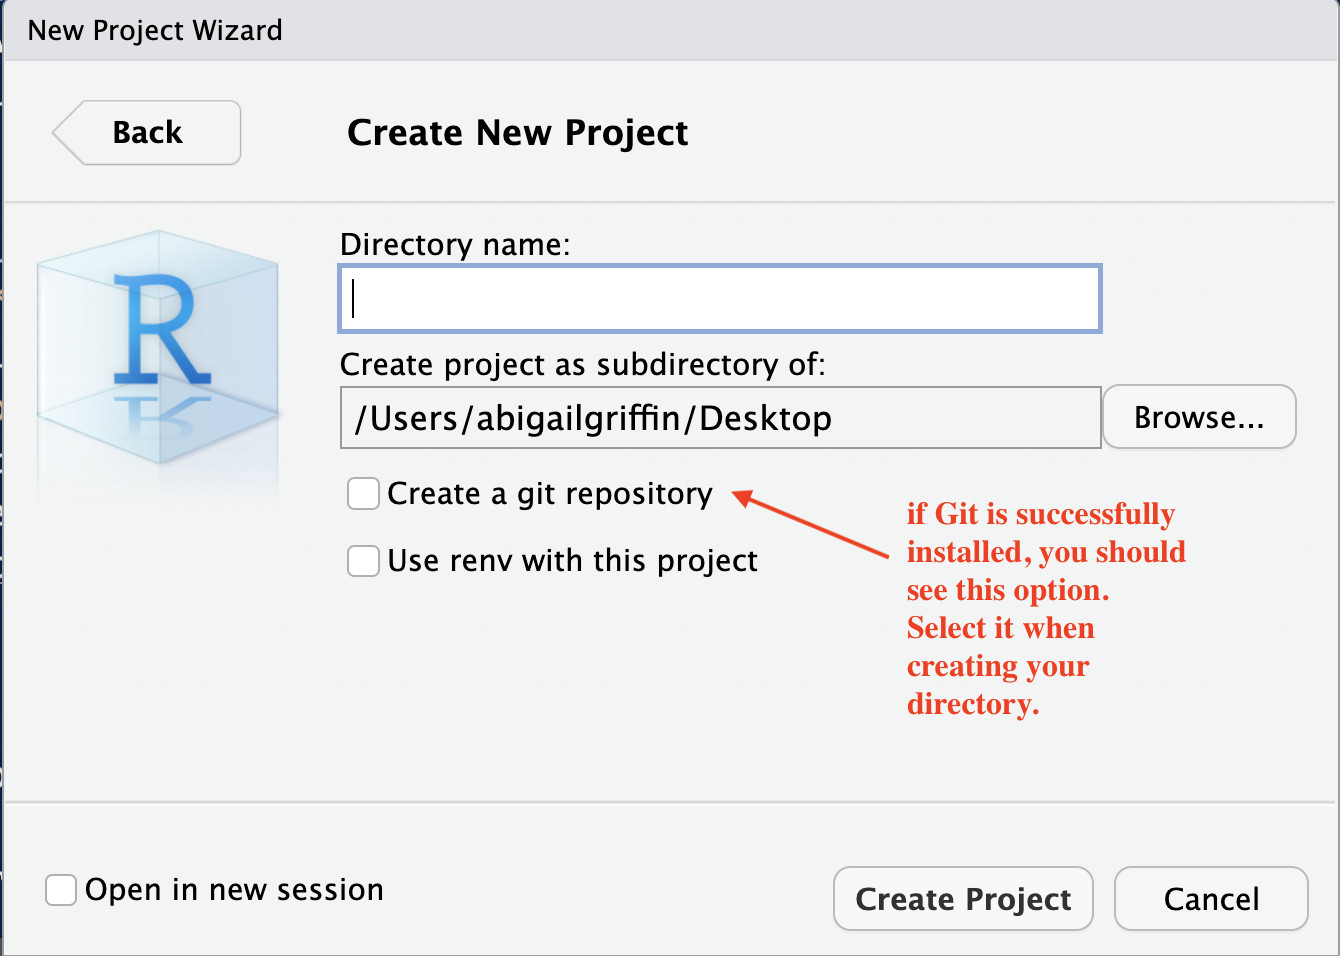 New Project Wizard
Back
Create New Project
R
Directory name:
Create project as subdirectory of:
/Users/abigailgriffin/Desktop
Browse...
Create a git repository
Use renv with this project
if Git is successfully
installed, you should
see this option.
Select it when
creating your
directory.
Open in new session
Create Project
Cancel